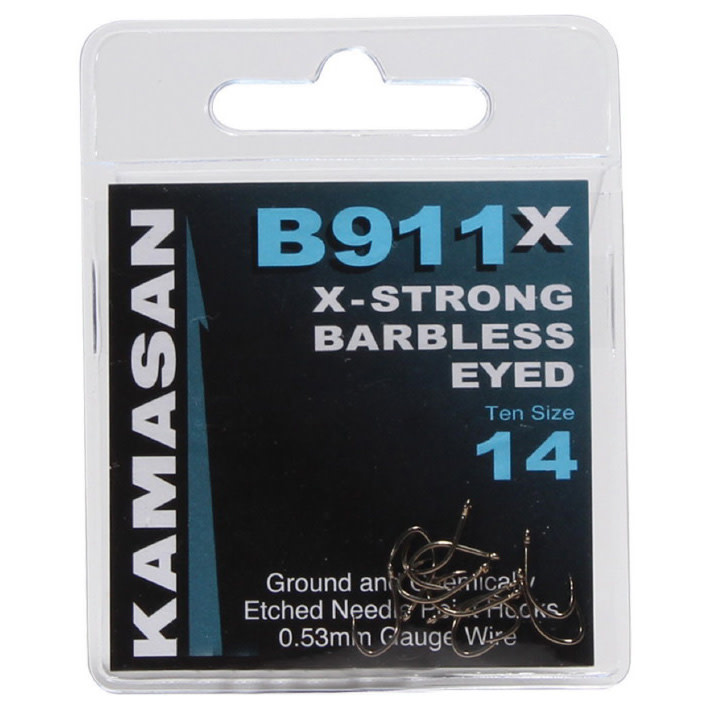 KAMASAN
B911X
X-STRONG
BARBLESS
EYED
Ten Size
14
Ground and Chemically
Etched Needle Point Hooks
0.53mm Gauge Wire